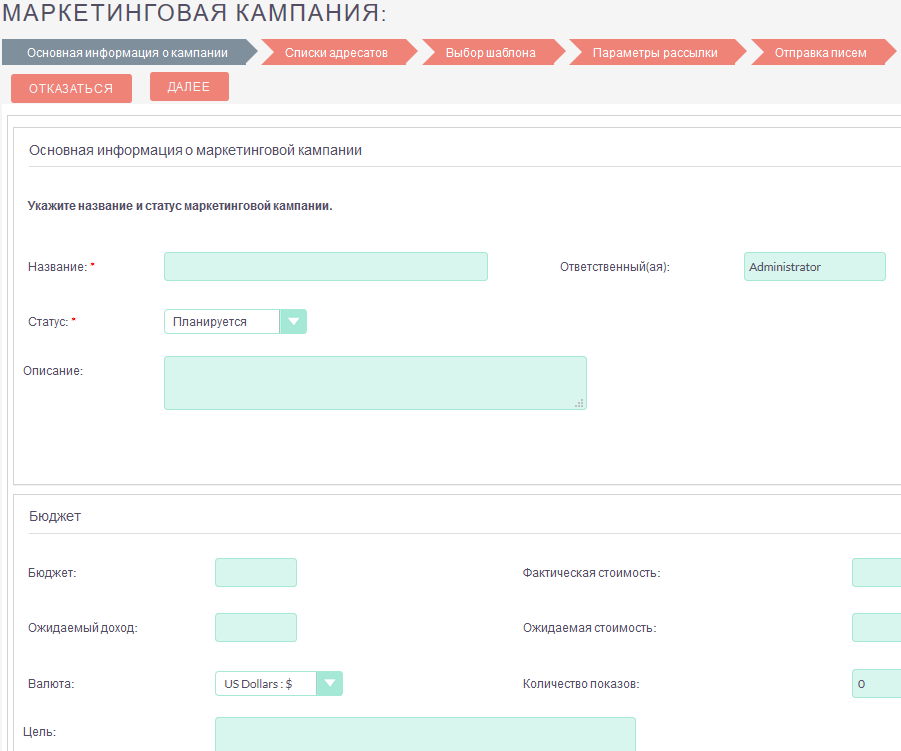 МАРКЕТИНГОВАЯ КАМПАНИЯ:
Основная информация о кампании Списки адресатов Выбор шаблона Параметры рассылки Отправка писем
ОТКАЗАТЬСЯ ДАЛЕЕ
Основная информация о маркетинговой кампании
Укажите название и статус маркетинговой кампании.
Название: * Ответственный(ая): Administrator
Статус: * Планируется
Описание:
Бюджет
Бюджет: Фактическая стоимость:
Ожидаемый доход: Ожидаемая стоимость:
Валюта: US Dollars : $ Количество показов: 0
Цель: